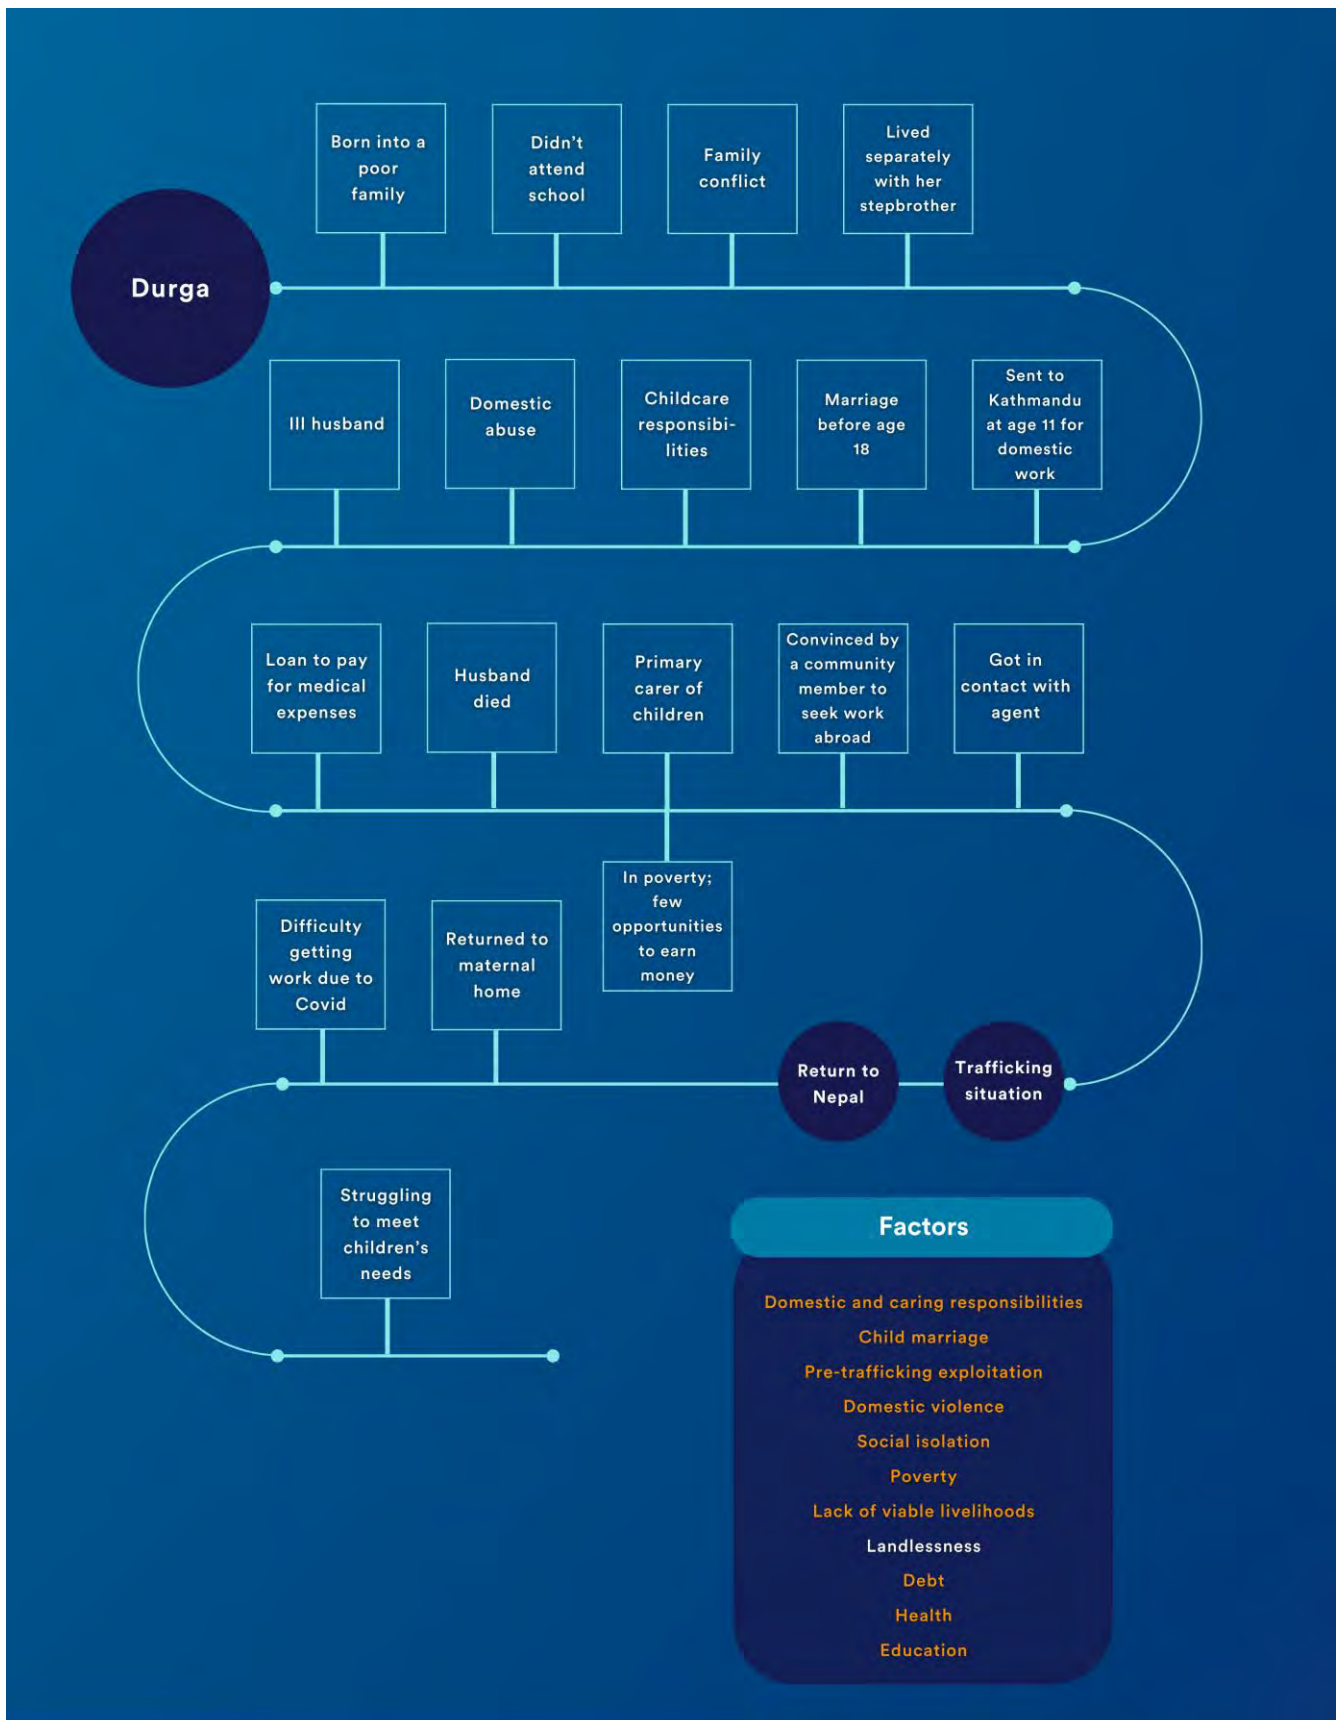 Durga
Born into a
poor
family
Didn't
attend
school
Family
conflict
Lived
separately
with her
stepbrother
Sent to
Kathmandu
at age 11 for
domestic
work
Marriage
before age
18
Childcare
responsibi-
lities
Domestic
abuse
Ill husband
Loan to pay
for medical
expenses
Husband
died
Primary
carer of
children
In poverty;
few
opportunities
to earn
money
Convinced by
a community
member to
seek work
abroad
Got in
contact with
agent
Trafficking
situation
Return to
Nepal
Returned to
maternal
home
Difficulty
getting
work due to
Covid
Struggling
to meet
children's
needs
Factors
Domestic and caring responsibilities
Child marriage
Pre-trafficking exploitation
Domestic violence
Social isolation
Poverty
Lack of viable livelihoods
Landlessness
Debt
Health
Education